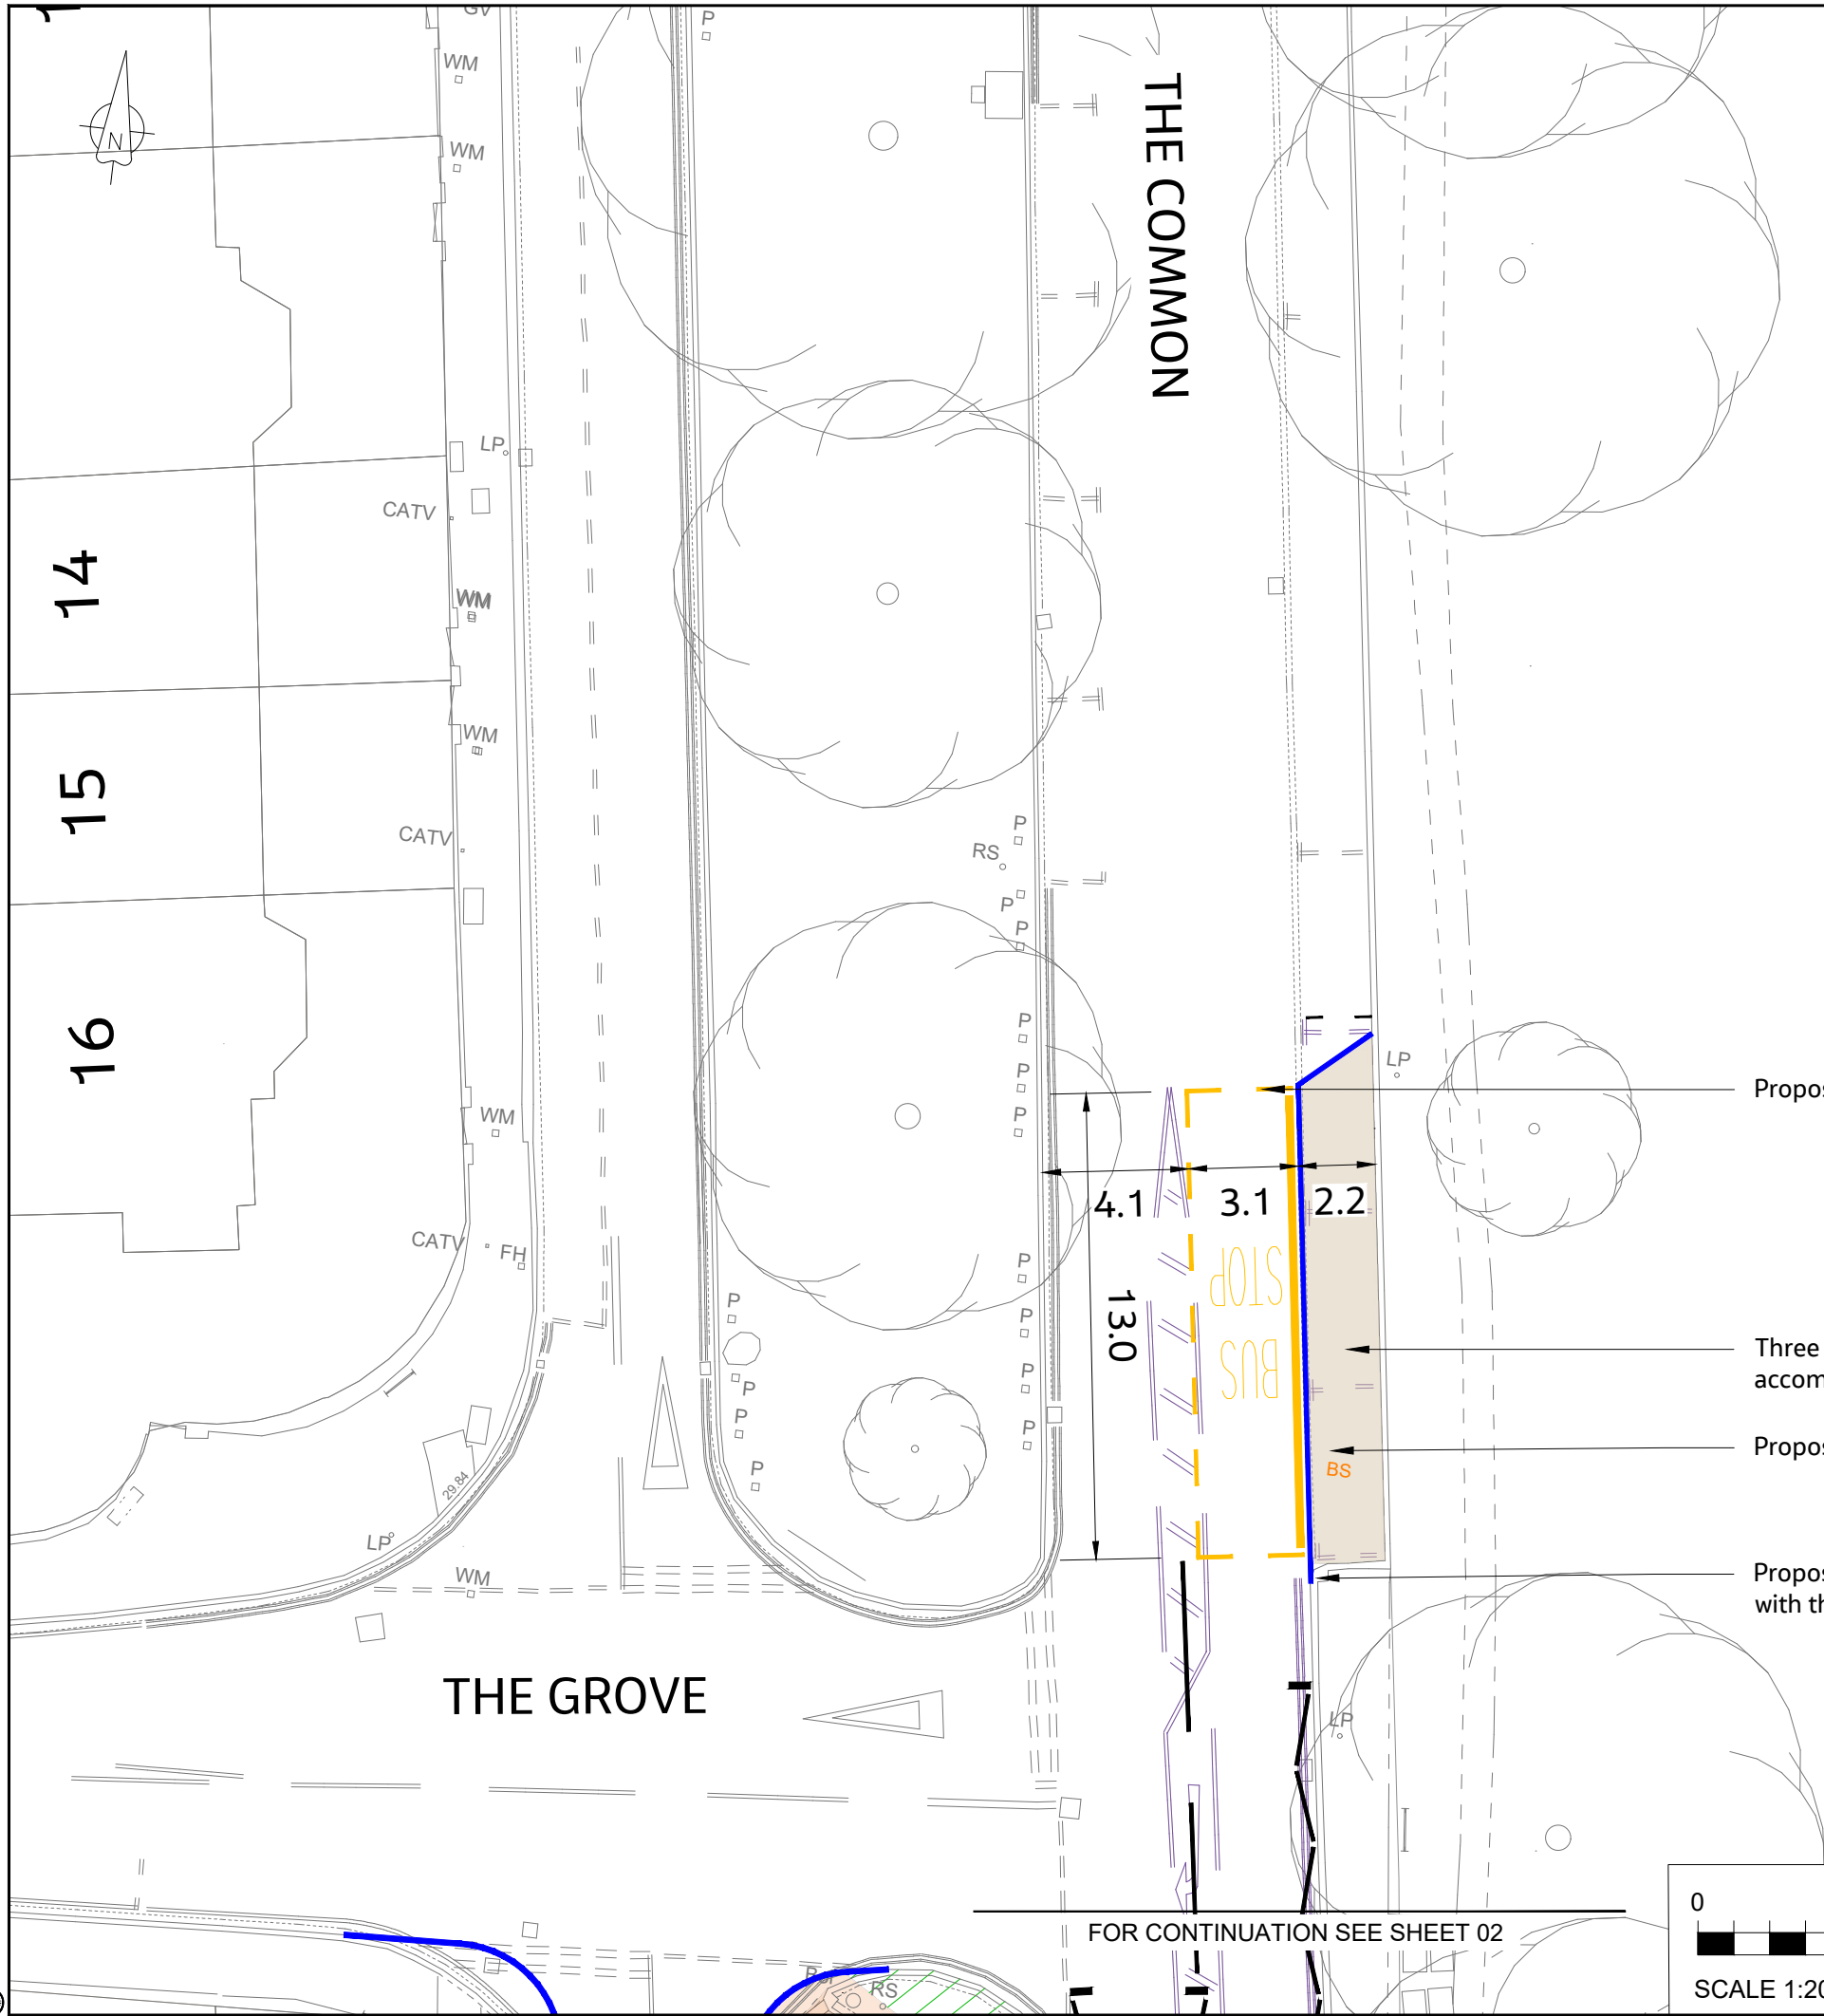 GV
WM
WM
P
N
THE COMMON
LP
CATV
14
WM
WM
15
CATV
P
RS
P
P
16
P
P
P
WM
LP
Propos
4.1
3.1
2.2
CATV
FH
P
STOP
13.0
P
P
BUS
Three
accom
P
P
P
P
P
Propos
BS
29.84
LP
WM
Propos
with th
THE GROVE
LP
0
FOR CONTINUATION SEE SHEET 02
RS
SCALE 1:20